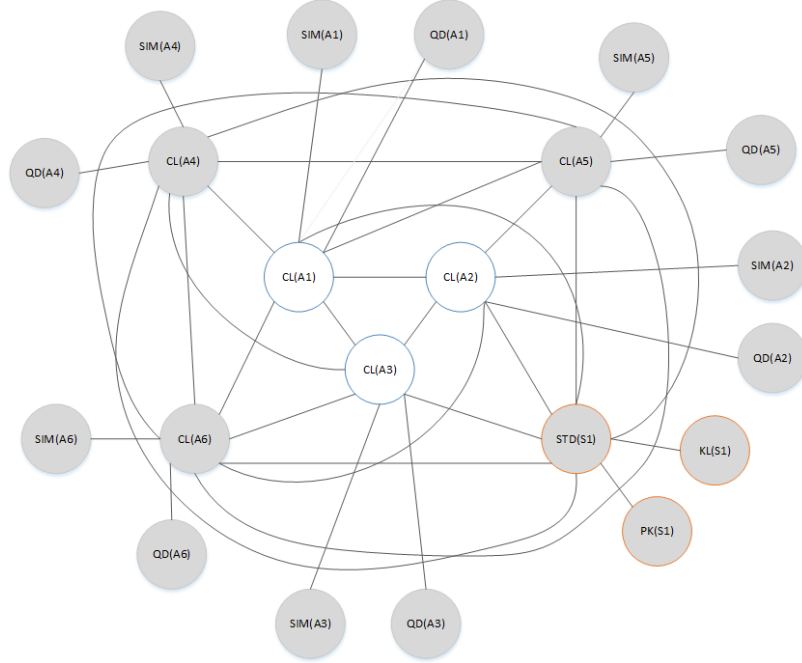 SIM(A4)
SIM(A1)
QD(A1)
SIM(A5)
QD(A4)
CL(A4)
CL(A5)
QD(A5)
CL(A1)
CL(A2)
SIM(A2)
QD(A2)
CL(A3)
SIM(A6)
CL(A6)
STD(S1)
KL(S1)
PK(S1)
QD(A6)
SIM(A3)
QD(A3)